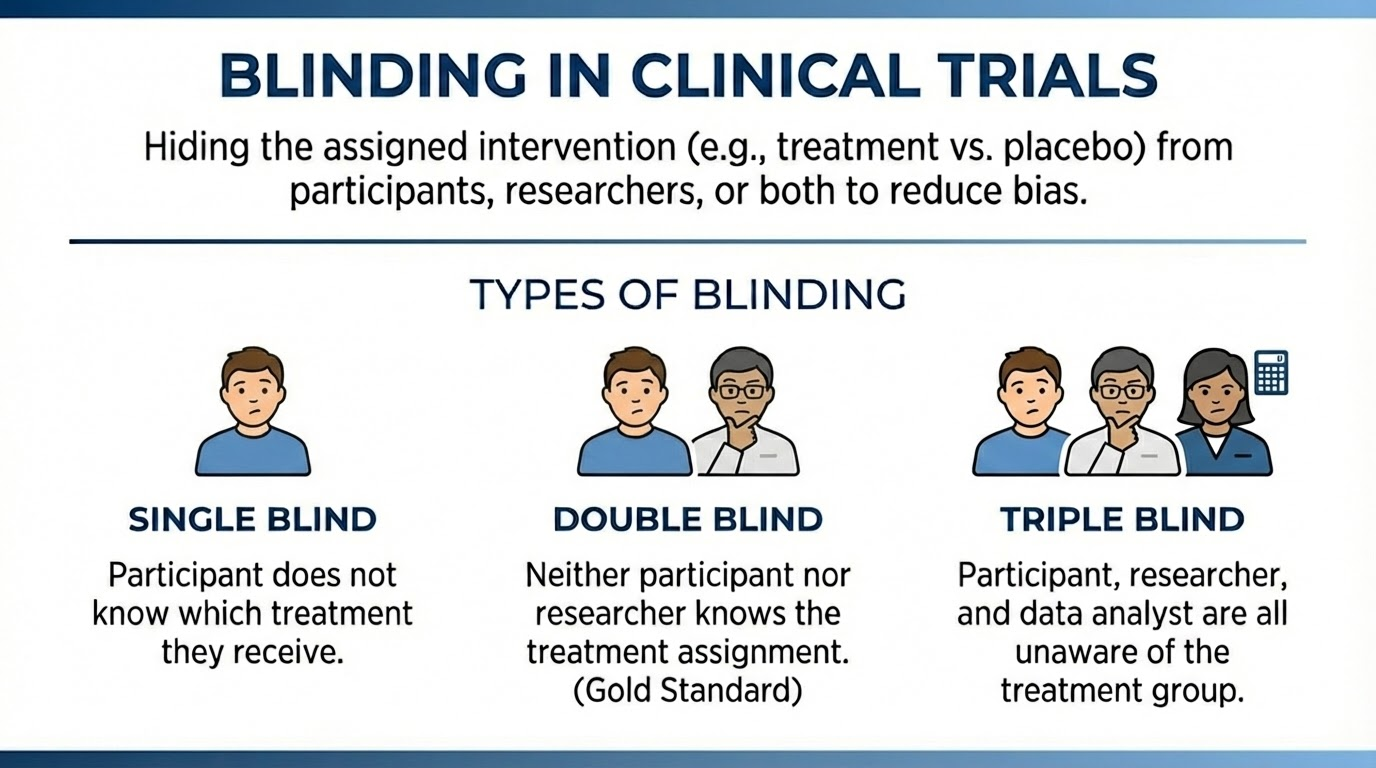 BLINDING IN CLINICAL TRIALS
Hiding the assigned intervention (e.g., treatment vs. placebo) from
participants, researchers, or both to reduce bias.
TYPES OF BLINDING
SINGLE BLIND
Participant does not
know which treatment
they receive.
DOUBLE BLIND
Neither participant nor
researcher knows the
treatment assignment.
(Gold Standard)
TRIPLE BLIND
Participant, researcher,
and data analyst are all
unaware of the
treatment group.